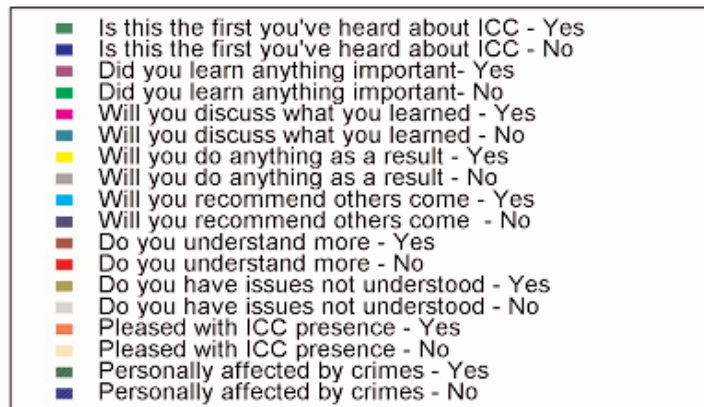 Is this the first you've heard about ICC - Yes
Is this the first you've heard about ICC - No
Did you learn anything important- Yes
Did you learn anything important- No
Will you discuss what you learned - Yes
Will you discuss what you learned - No
Will you do anything as a result - Yes
Will you do anything as a result - No
Will you recommend others come - Yes
Will you recommend others come - No
Do you understand more - Yes
Do you understand more - No
Do you have issues not understood - Yes
Do you have issues not understood - No
Pleased with ICC presence - Yes
Pleased with ICC presence - No
Personally affected by crimes - Yes
Personally affected by crimes - No